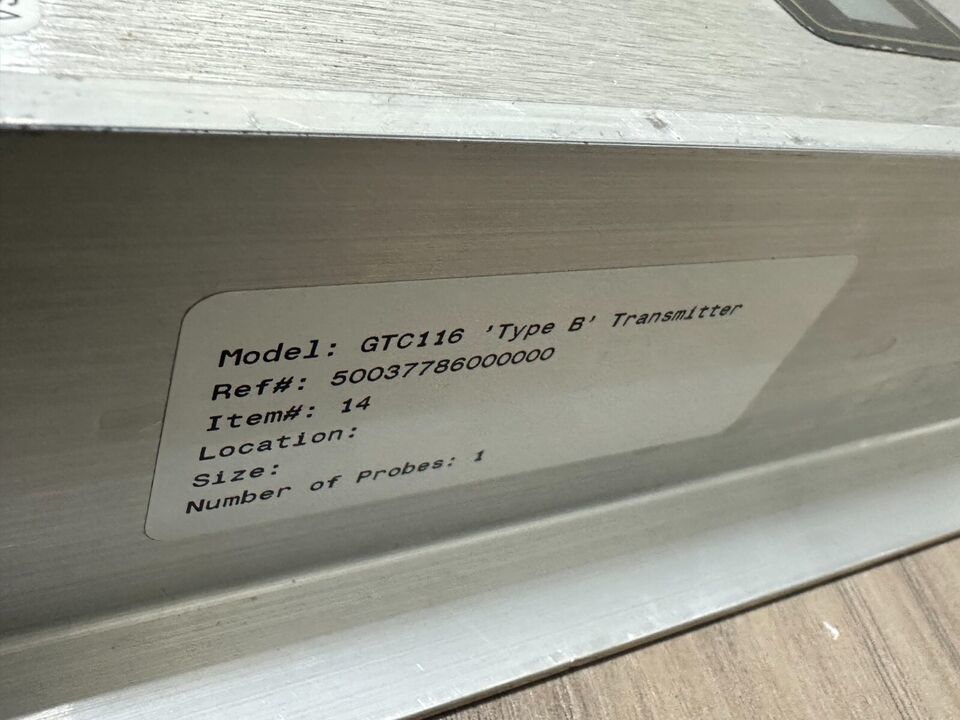 Model: GTC116 'Type B' Transmitter
Ref#: 50037786000000
Item#: 14
Location:
Size:
Number of Probes: 1